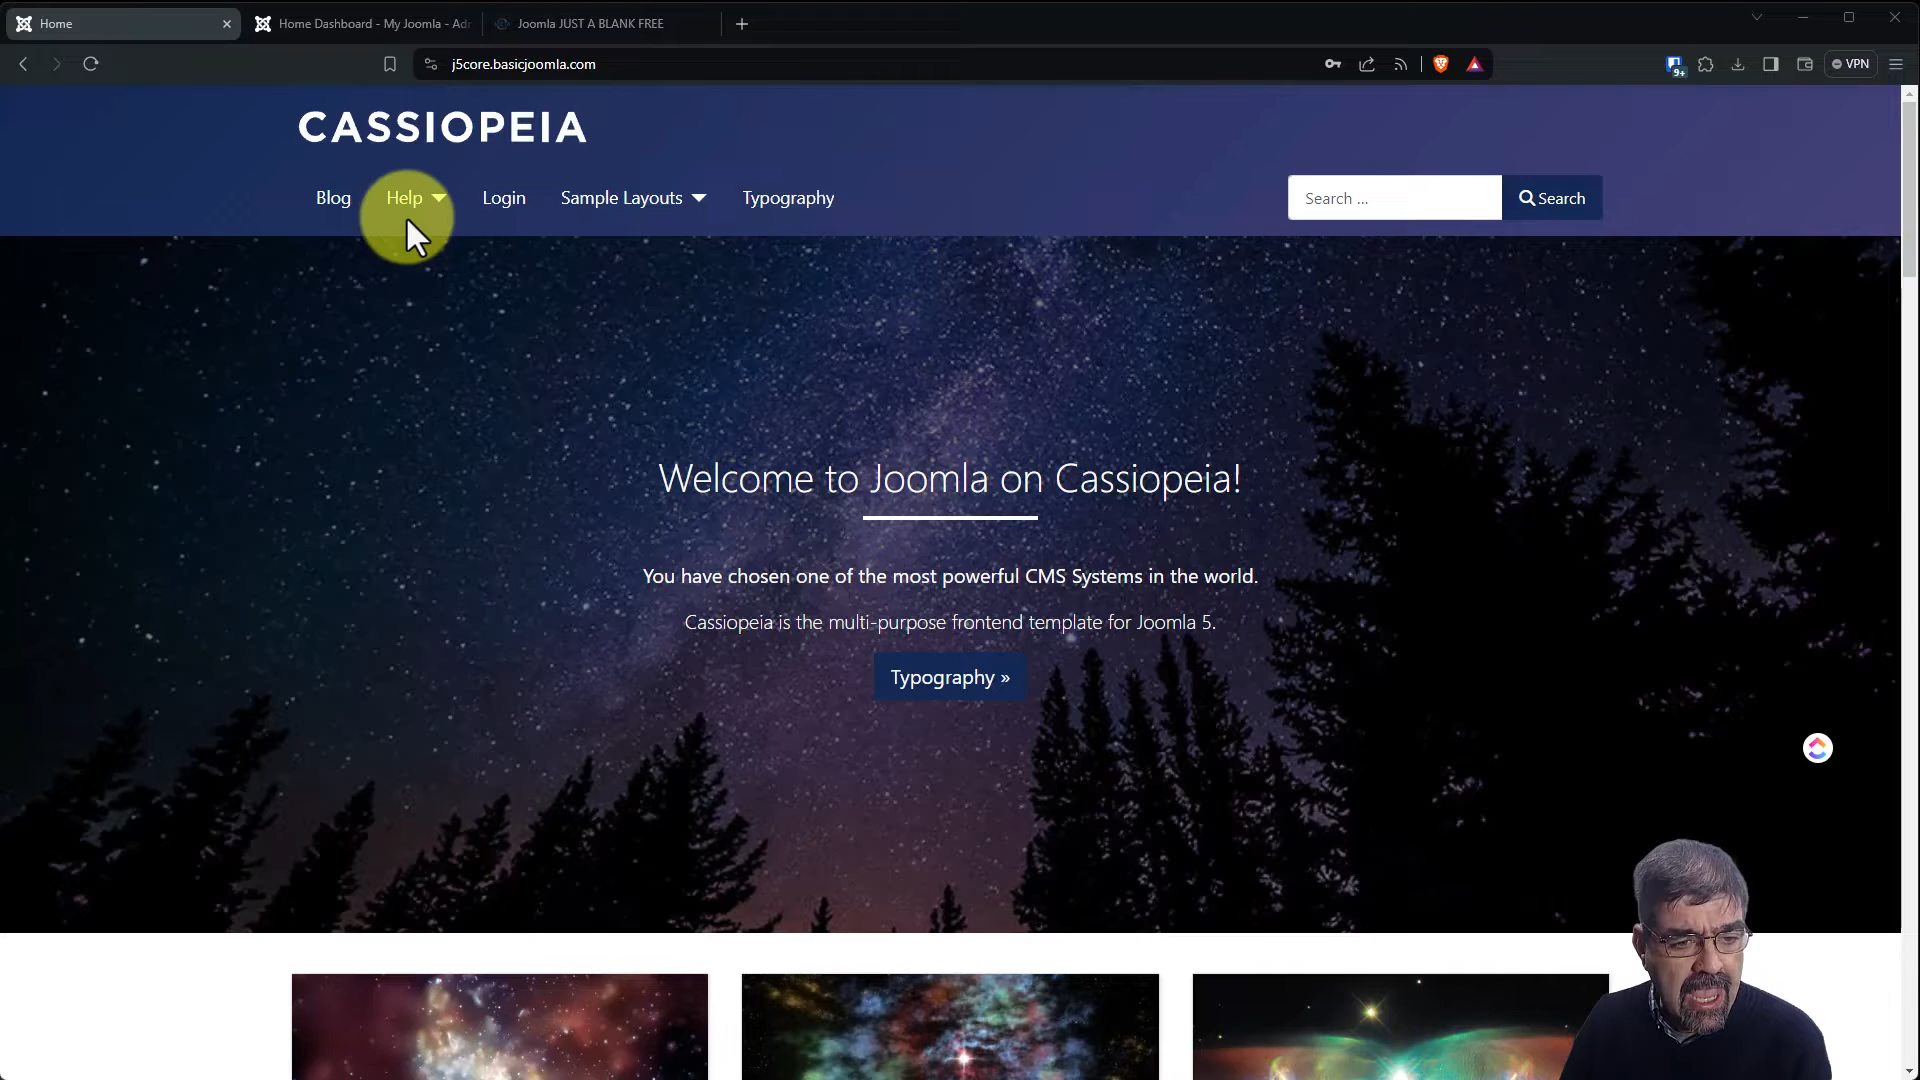 Home
Home Dashboard - My Joomla - Adr
Joomla JUST A BLANK FREE
j5core.basicjoomla.com
9+
VPN
CASSIOPEIA
Blog
Help
Login
Sample Layouts
Typography
Search ...
Search
Welcome to Joomla on Cassiopeia!
You have chosen one of the most powerful CMS Systems in the world.
Cassiopeia is the multi-purpose frontend template for Joomla 5.
Typography »